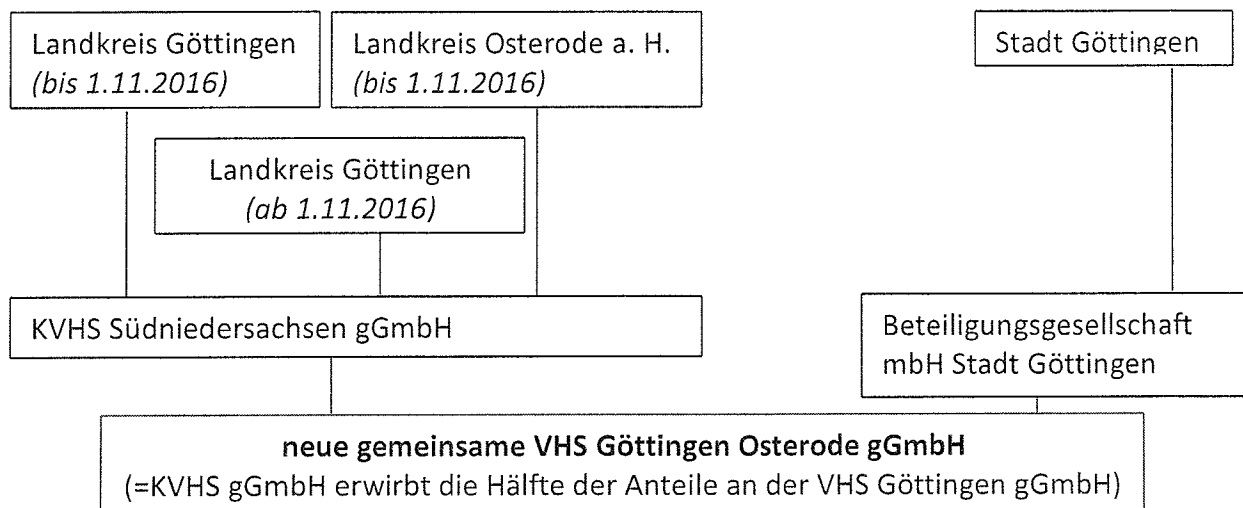 Landkreis Göttingen
(bis 1.11.2016)
Landkreis Osterode a. H.
(bis 1.11.2016)
Stadt Göttingen
Landkreis Göttingen
(ab 1.11.2016)
KVHS Südniedersachsen gGmbH
Beteiligungsgesellschaft
mbH Stadt Göttingen
neue gemeinsame VHS Göttingen Osterode gGmbH
(=KVHS gGmbH erwirbt die Hälfte der Anteile an der VHS Göttingen gGmbH)